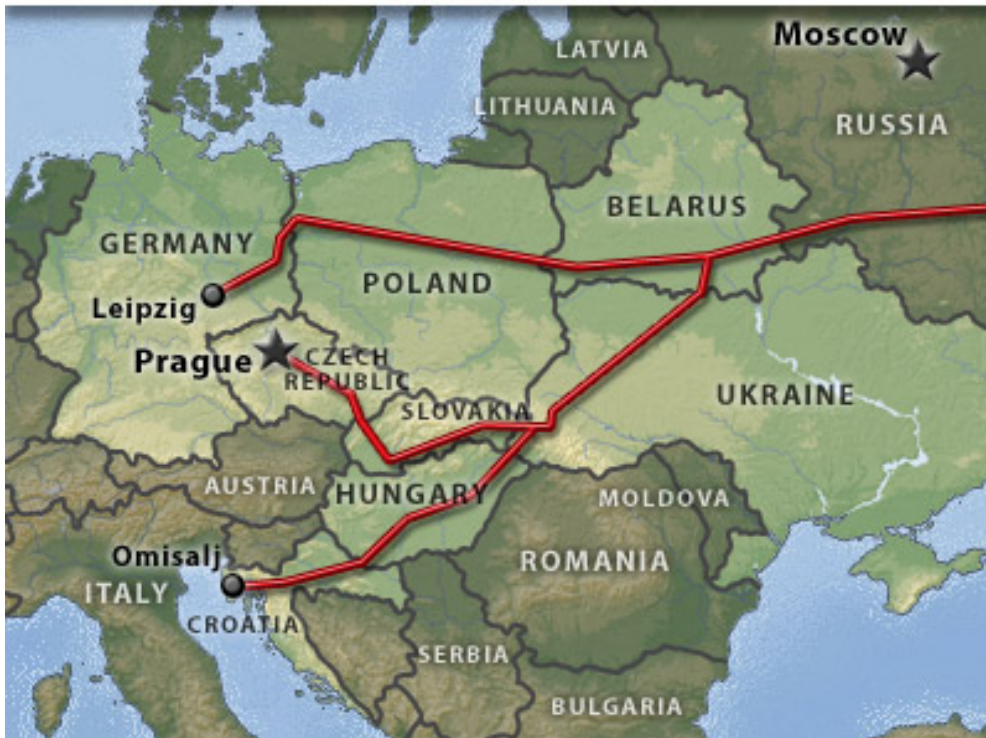 Moscow
LATVIA
LITHUANIA
RUSSIA
BELARUS
GERMANY
POLAND
Leipzig
Prague
CZECH
REPUBLIC
UKRAINE
SLOVAKIA
AUSTRIA
HUNGARY
MOLDOVA
Omisalj
ROMANIA
ITALY
CROATIA
SERBIA
BULGARIA